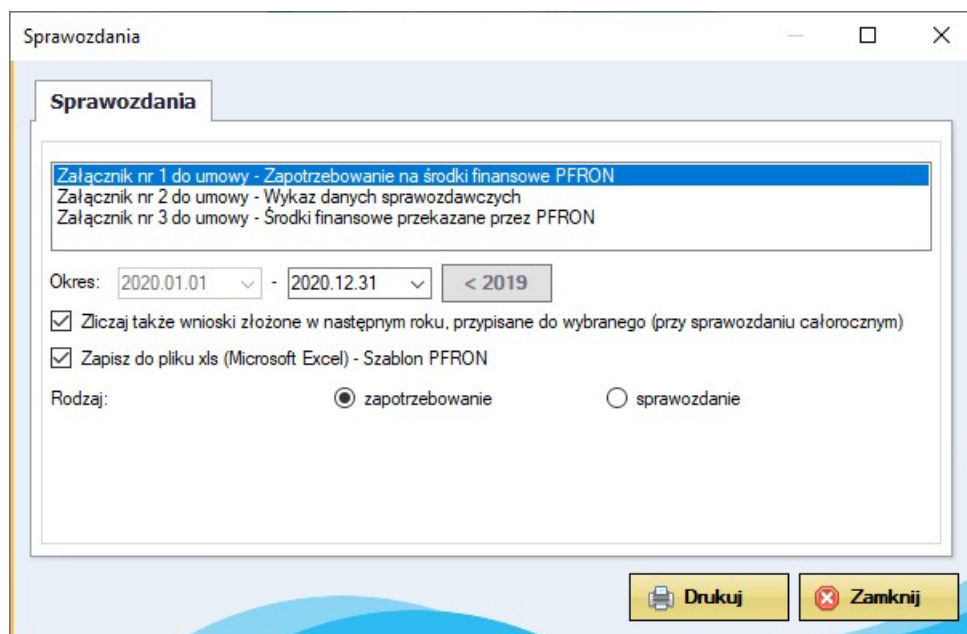 Sprawozdania
Sprawozdania
Załącznik nr 1 do umowy - Zapotrzebowanie na środki finansowe PFRON
Załącznik nr 2 do umowy - Wykaz danych sprawozdawczych
Załącznik nr 3 do umowy - Środki finansowe przekazane przez PFRON
Okres: 2020.01.01 - 2020.12.31 < 2019
Zliczaj także wnioski złożone w następnym roku, przypisane do wybranego (przy sprawozdaniu całorocznym)
Zapisz do pliku xls (Microsoft Excel) - Szablon PFRON
Rodzaj: zapotrzebowanie sprawozdanie
Drukuj Zamknij